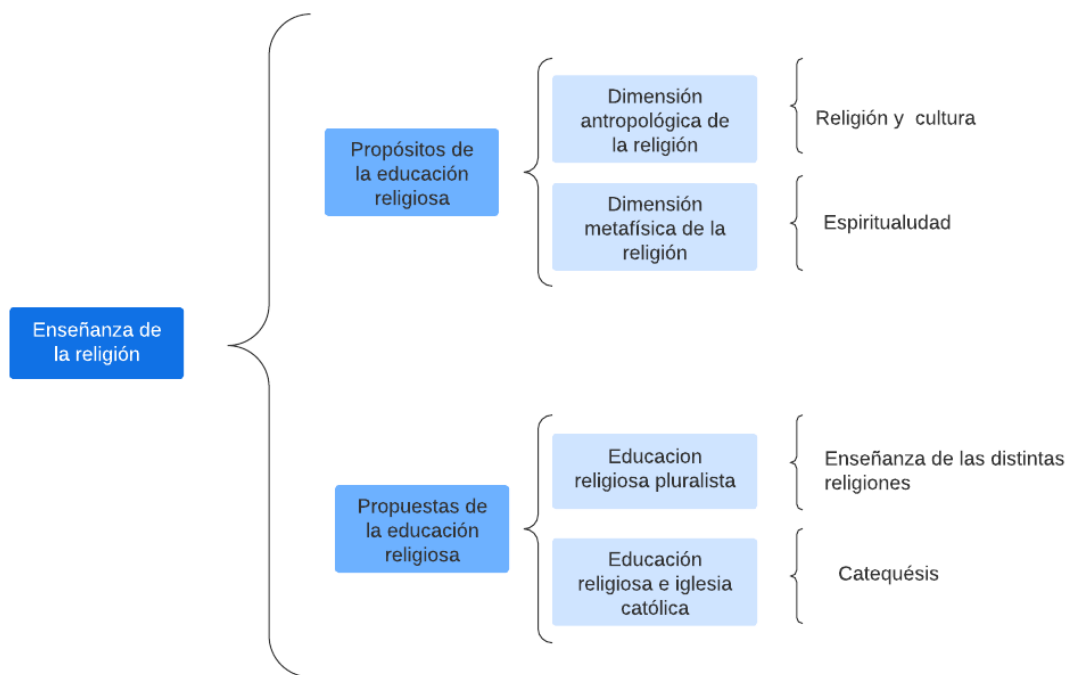 Enseñanza de
la religión
Propósitos de
la educación
religiosa
Dimensión
antropológica de
la religión
Religión y cultura
Dimensión
metafísica de la
religión
Espiritualudad
Propuestas de
la educación
religiosa
Educacion
religiosa pluralista
Enseñanza de las distintas
religiones
Educación
religiosa e iglesia
católica
Catequésis